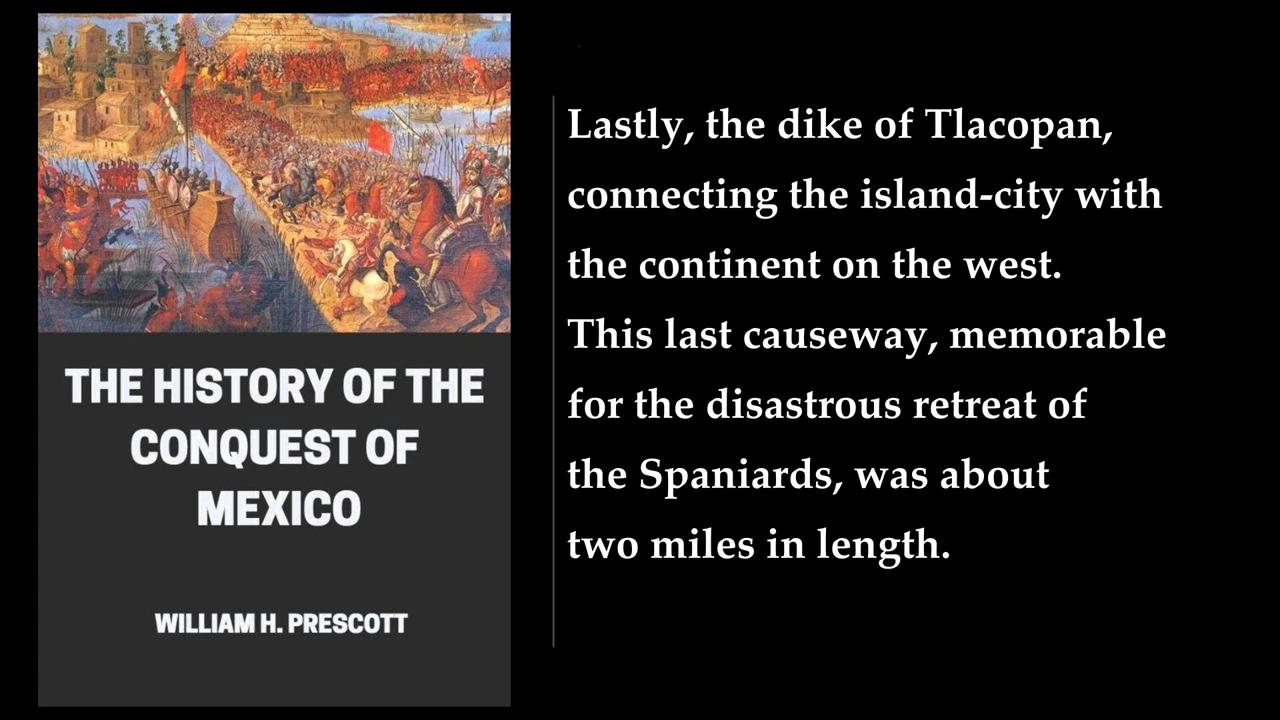 THE HISTORY OF THE
CONQUEST OF
MEXICO
WILLIAM H. PRESCOTT
Lastly, the dike of Tlacopan,
connecting the island-city with
the continent on the west.
This last causeway, memorable
for the disastrous retreat of
the Spaniards, was about
two miles in length.